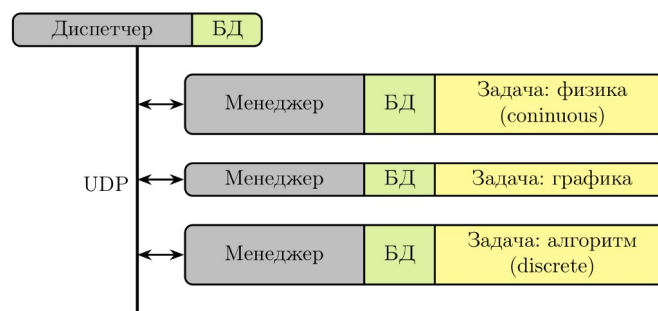 Диспетчер БД
Менеджер БД Задача: физика
(coninuous)
UDP
Менеджер БД Задача: графика
Менеджер БД Задача: алгоритм
(discrete)